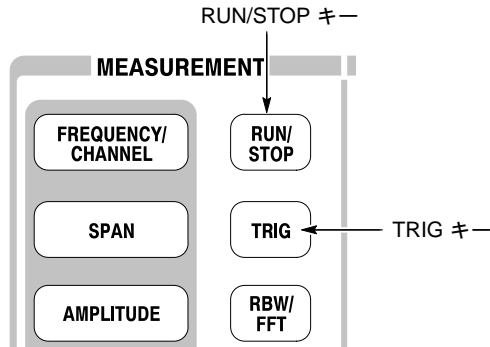 RUN/STOP キー
MEASUREMENT
FREQUENCY/
CHANNEL
RUN/
STOP
SPAN
TRIG
TRIG キー
AMPLITUDE
RBW/
FFT